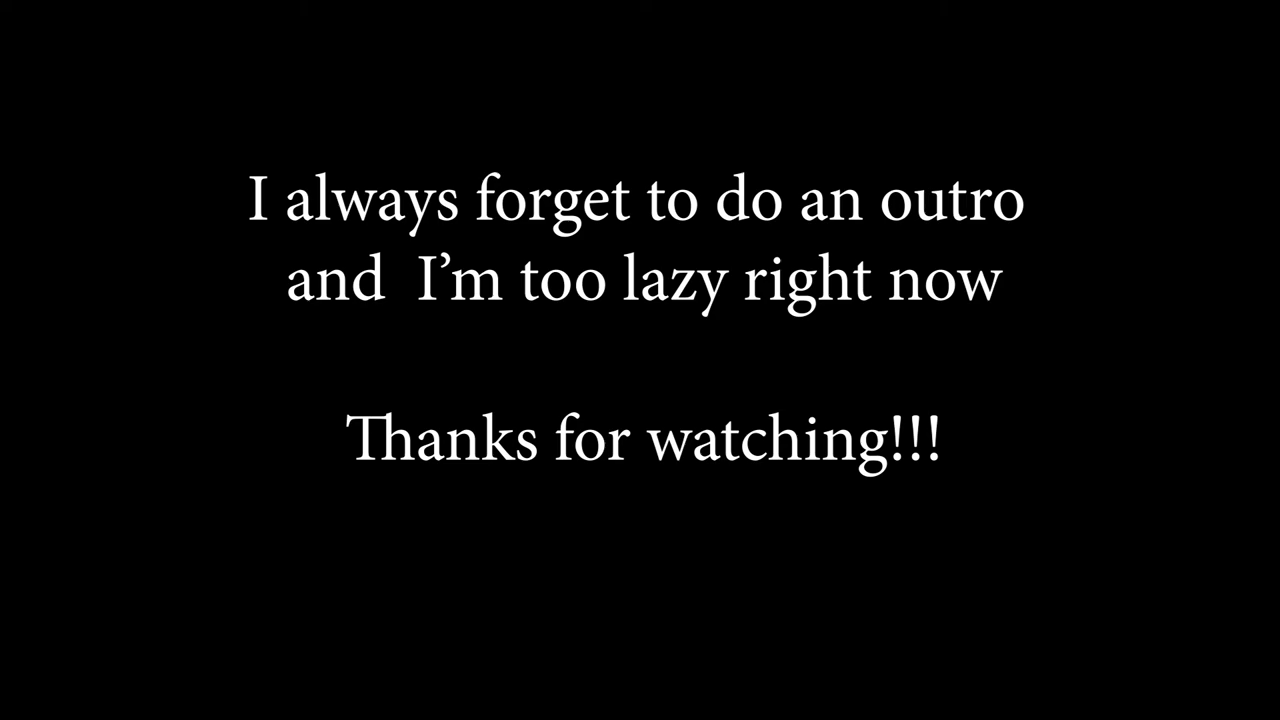 I always forget to do an outro
and  I’m too lazy right now
Thanks for watching!!!